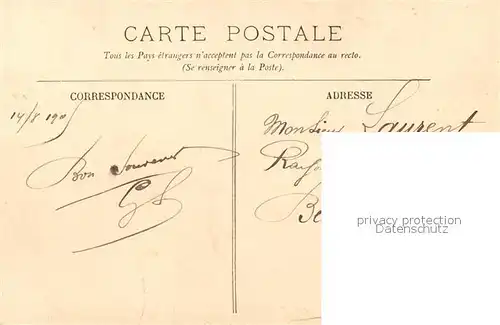 CARTE POSTALE
Tous les Pays étrangers n'acceptent pas la Correspondance au recto.
(Se renseigner à la Poste).
CORRESPONDANCE
ADRESSE
14/8 190
Bon Souvenir
Monsieur Laurent
privacy protection
Datenschutz